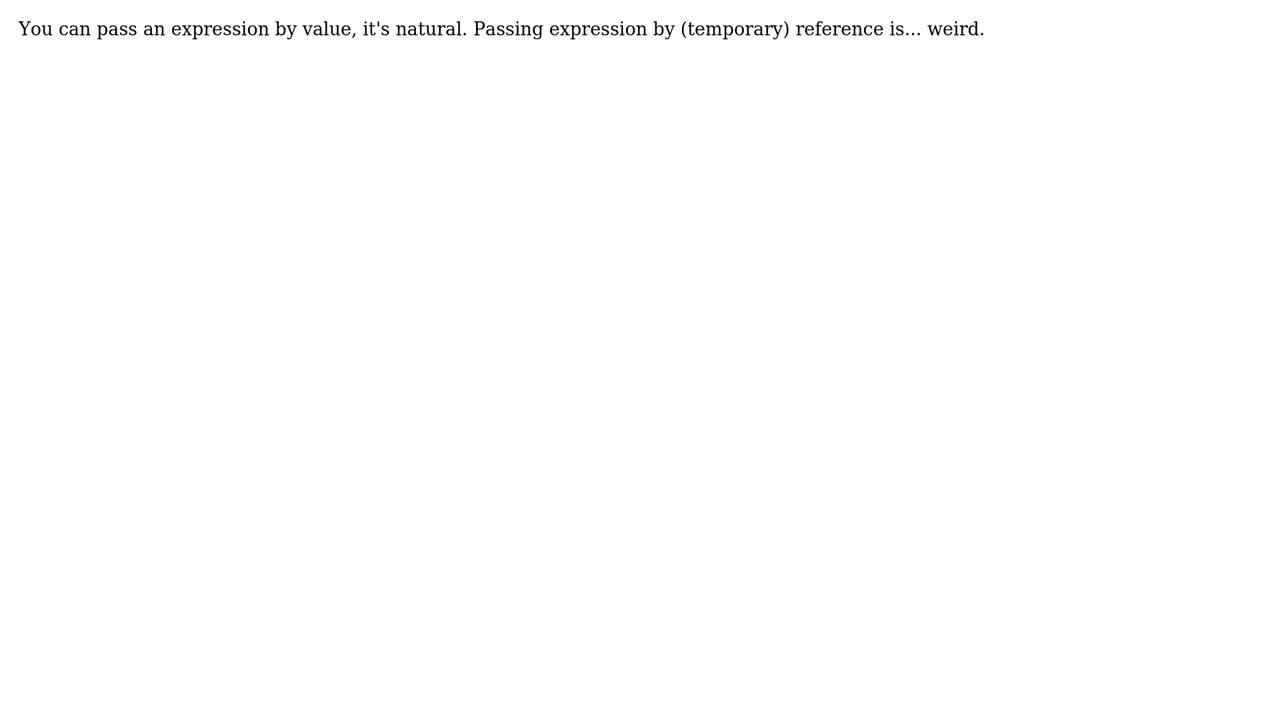 You can pass an expression by value, it's natural. Passing expression by (temporary) reference is... weird.